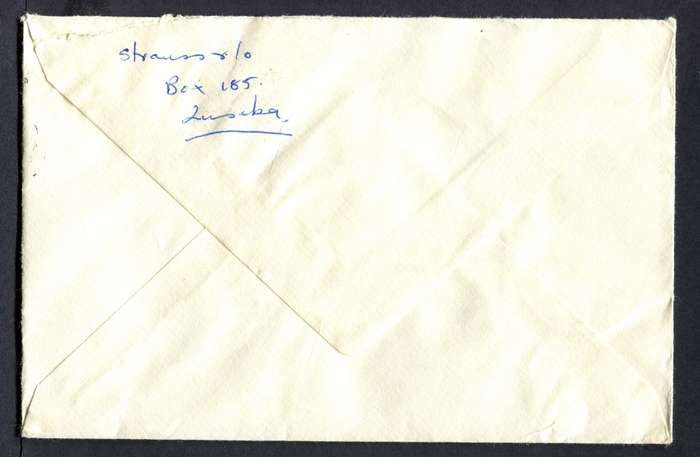 Strauss c/o
Box 185.
Lusaka.